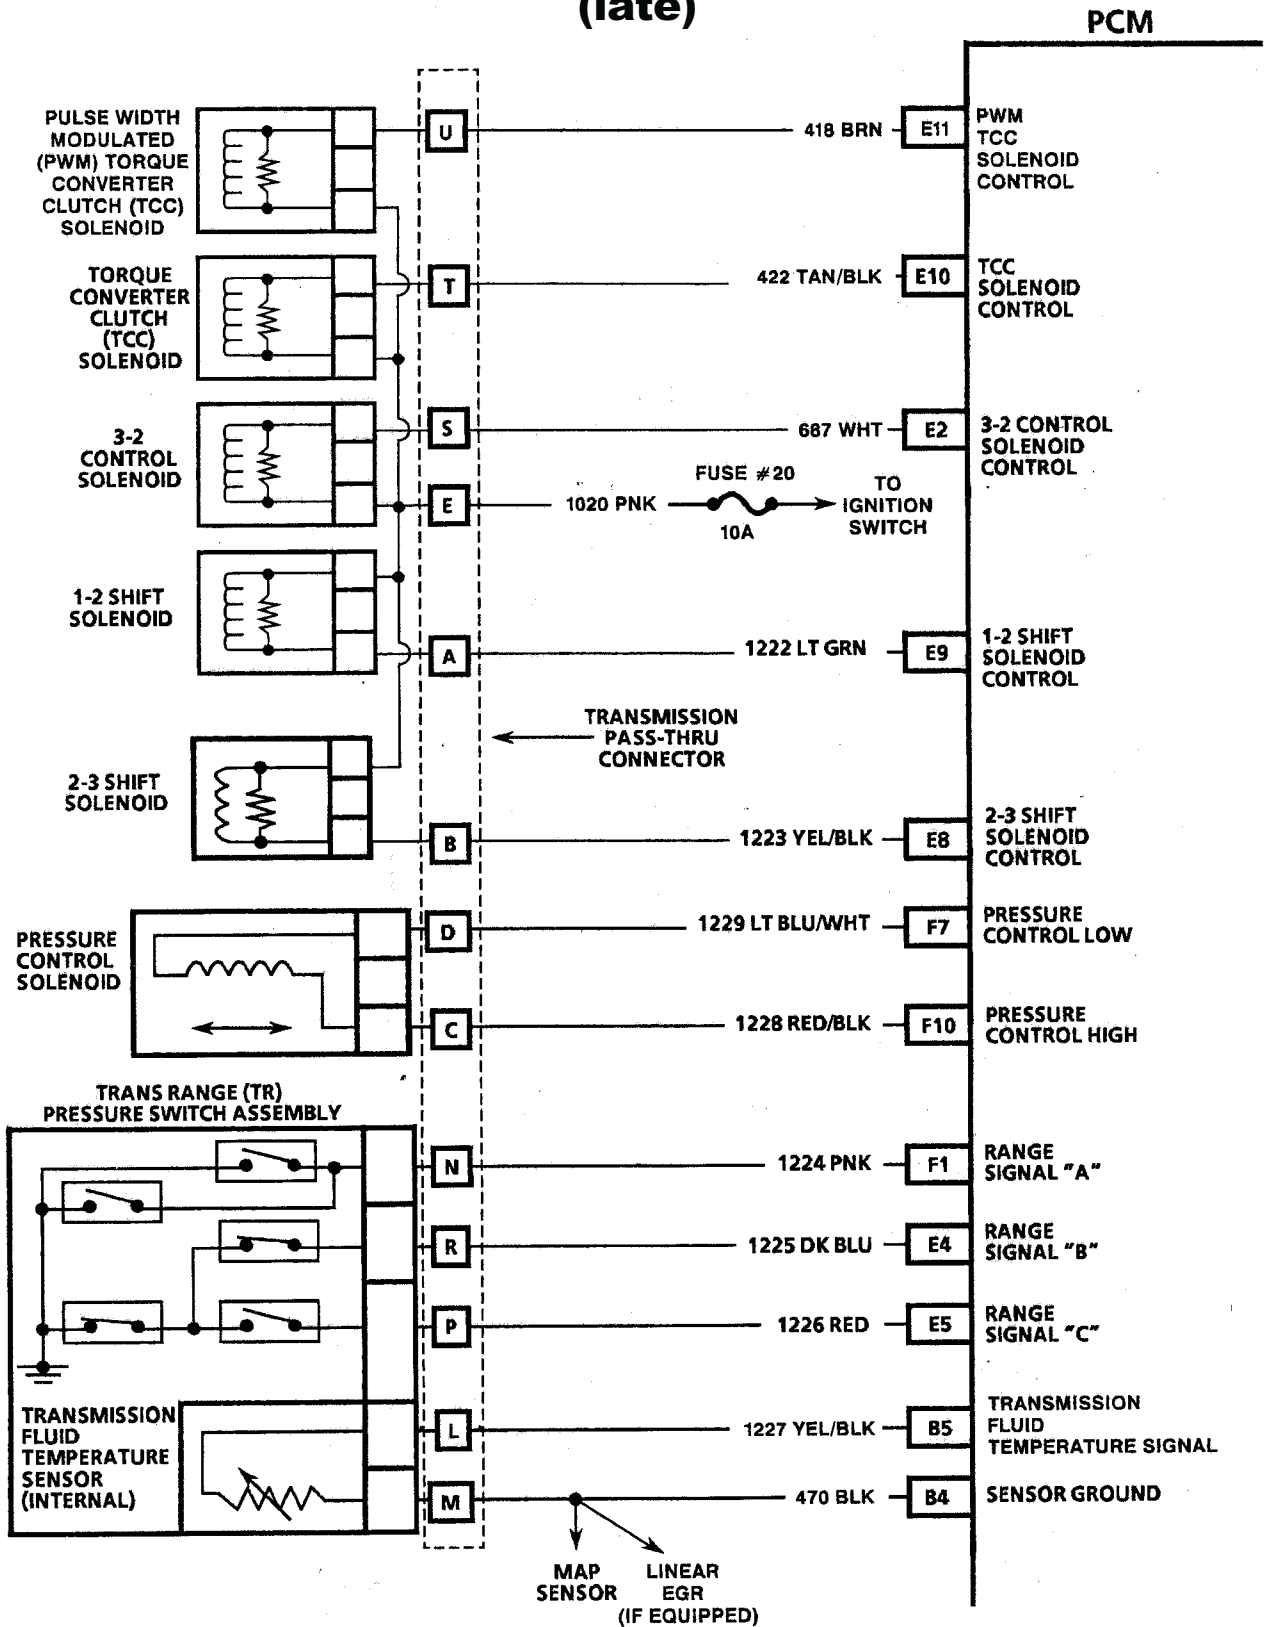 (late)
PCM
PULSE WIDTH
MODULATED
(PWM) TORQUE
CONVERTER
CLUTCH (TCC)
SOLENOID
U
418 BRN
E11
PWM
TCC
SOLENOID
CONTROL
TORQUE
CONVERTER
CLUTCH
(TCC)
SOLENOID
T
422 TAN/BLK
E10
TCC
SOLENOID
CONTROL
3-2
CONTROL
SOLENOID
S
687 WHT
E2
3-2 CONTROL
SOLENOID
CONTROL
E
1020 PNK
FUSE #20
10A
TO
IGNITION
SWITCH
1-2 SHIFT
SOLENOID
A
1222 LT GRN
E9
1-2 SHIFT
SOLENOID
CONTROL
TRANSMISSION
PASS-THRU
CONNECTOR
2-3 SHIFT
SOLENOID
B
1223 YEL/BLK
E8
2-3 SHIFT
SOLENOID
CONTROL
PRESSURE
CONTROL
SOLENOID
D
1229 LT BLU/WHT
F7
PRESSURE
CONTROL LOW
C
1228 RED/BLK
F10
PRESSURE
CONTROL HIGH
TRANS RANGE (TR)
PRESSURE SWITCH ASSEMBLY
N
1224 PNK
F1
RANGE
SIGNAL "A"
R
1225 DK BLU
E4
RANGE
SIGNAL "B"
P
1226 RED
E5
RANGE
SIGNAL "C"
TRANSMISSION
FLUID
TEMPERATURE
SENSOR
(INTERNAL)
L
1227 YEL/BLK
B5
TRANSMISSION
FLUID
TEMPERATURE SIGNAL
M
470 BLK
B4
SENSOR GROUND
MAP
SENSOR
LINEAR
EGR
(IF EQUIPPED)